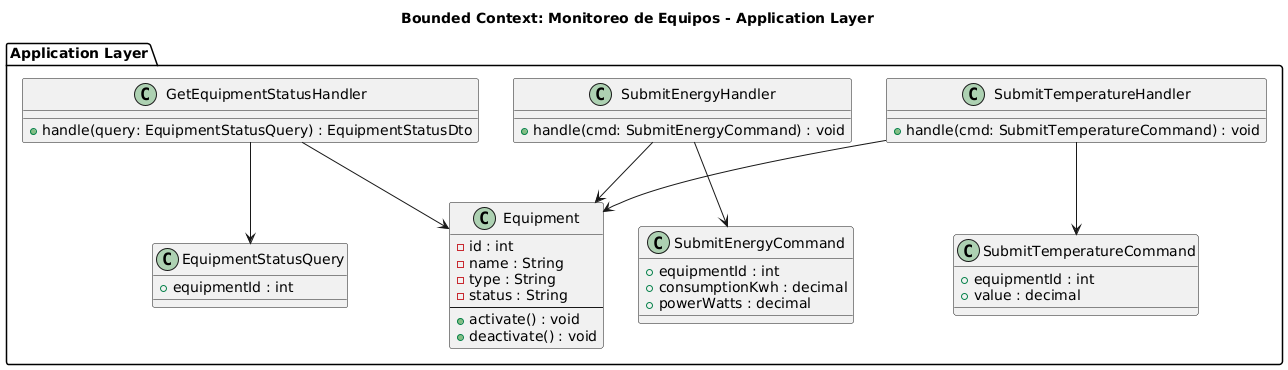 Bounded Context: Monitoreo de Equipos - Application Layer
Application Layer
C GetEquipmentStatusHandler
handle(query: EquipmentStatusQuery) : EquipmentStatusDto
C SubmitEnergyHandler
handle(cmd: SubmitEnergyCommand) : void
C SubmitTemperatureHandler
handle(cmd: SubmitTemperatureCommand) : void
C EquipmentStatusQuery
equipmentId : int
C Equipment
id : int
name : String
type : String
status : String
activate() : void
deactivate() : void
C SubmitEnergyCommand
equipmentId : int
consumptionKwh : decimal
powerWatts : decimal
C SubmitTemperatureCommand
equipmentId : int
value : decimal